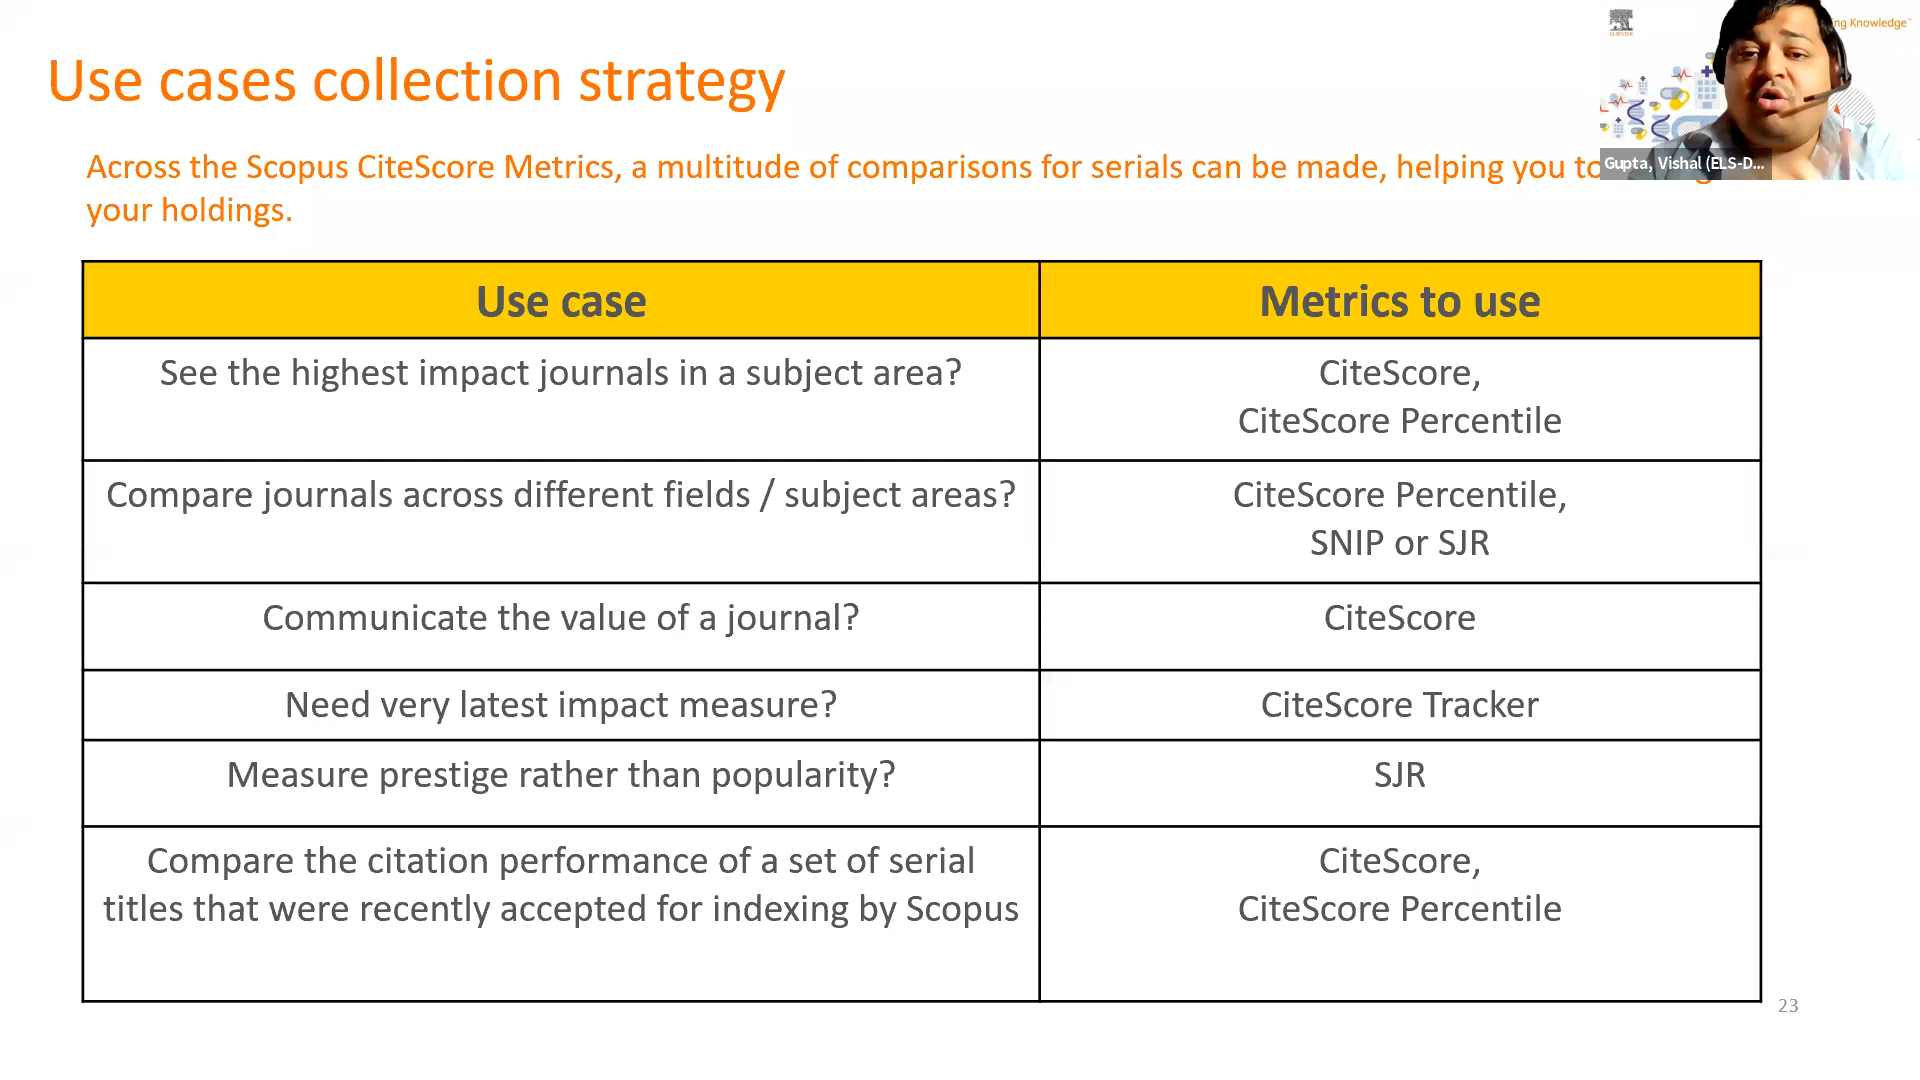 Use cases collection strategy
ELSEVIER
Knowledge
Gupta, Vishal (ELS-D...
Across the Scopus CiteScore Metrics, a multitude of comparisons for serials can be made, helping you to
your holdings.
Use case
Metrics to use
See the highest impact journals in a subject area?
CiteScore,
CiteScore Percentile
Compare journals across different fields / subject areas?
CiteScore Percentile,
SNIP or SJR
Communicate the value of a journal?
CiteScore
Need very latest impact measure?
CiteScore Tracker
Measure prestige rather than popularity?
SJR
Compare the citation performance of a set of serial
titles that were recently accepted for indexing by Scopus
CiteScore,
CiteScore Percentile
23